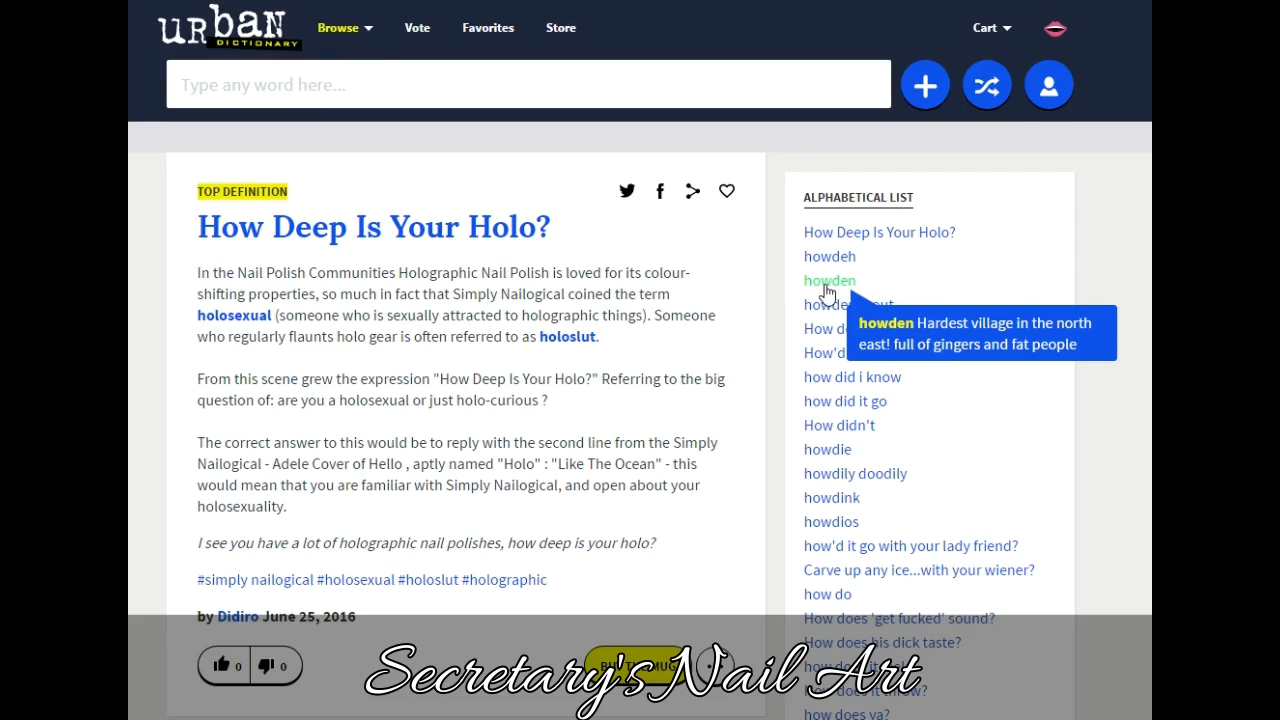 urban
DICTIONARY
Browse
Vote
Favorites
Store
Cart
Type any word here...
TOP DEFINITION
How Deep Is Your Holo?
In the Nail Polish Communities Holographic Nail Polish is loved for its colour-
shifting properties, so much in fact that Simply Nailogical coined the term
holosexual (someone who is sexually attracted to holographic things). Someone
who regularly flaunts holo gear is often referred to as holoslut.
From this scene grew the expression "How Deep Is Your Holo?" Referring to the big
question of: are you a holosexual or just holo-curious ?
The correct answer to this would be to reply with the second line from the Simply
Nailogical - Adele Cover of Hello , aptly named "Holo" : "Like The Ocean" - this
would mean that you are familiar with Simply Nailogical, and open about your
holosexuality.
I see you have a lot of holographic nail polishes, how deep is your holo?
#simply nailogical #holosexual #holoslut #holographic
by Didiro June 25, 2016
0
0
ALPHABETICAL LIST
How Deep Is Your Holo?
howdeh
howden
howden Hardest village in the north
east! full of gingers and fat people
how did i know
how did it go
How didn't
howdie
howdily doodily
howdink
howdios
how'd it go with your lady friend?
Carve up any ice...with your wiener?
how do
How does 'get fucked' sound?
How does his dick taste?
how does ya?
Secretary's Nail Art